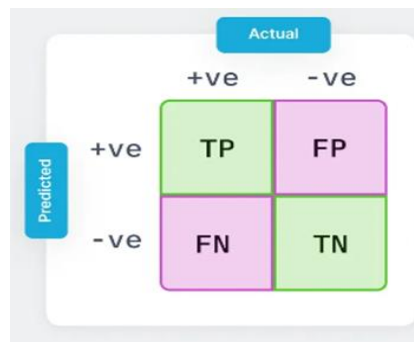 Actual
+ve -ve
Predicted
+ve TP FP
-ve FN TN